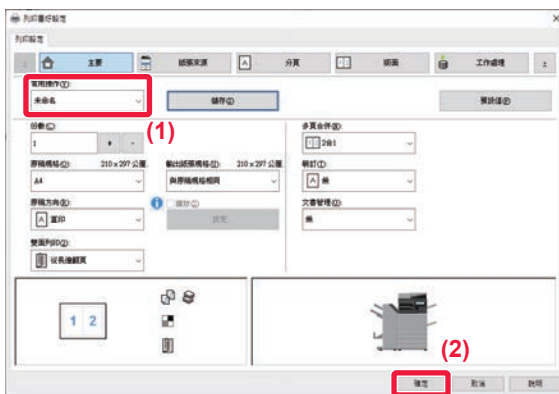 列印喜好設定
列印設定
主要 紙張來源 分頁 版面 工作處理
常用操作(Y):
未命名 儲存(G) 預設值(F)
(1)
份數(C):
1 + -
多頁合併(B):
2合1
原稿規格(O): 210 x 297 公厘 輸出紙張規格(I): 210 x 297 公厘 裝訂(T):
A4 與原稿規格相同 無
原稿方向(R): 縮放(Z) 文書管理(Q):
直印 設定... 無
雙面列印(2):
從長邊翻頁
1 2
(2)
確定 取消 說明